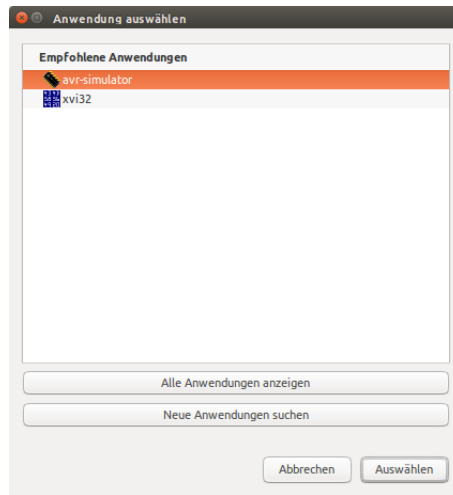 Anwendung auswählen
Empfohlene Anwendungen
avr-simulator
xvi32
Alle Anwendungen anzeigen
Neue Anwendungen suchen
Abbrechen Auswählen